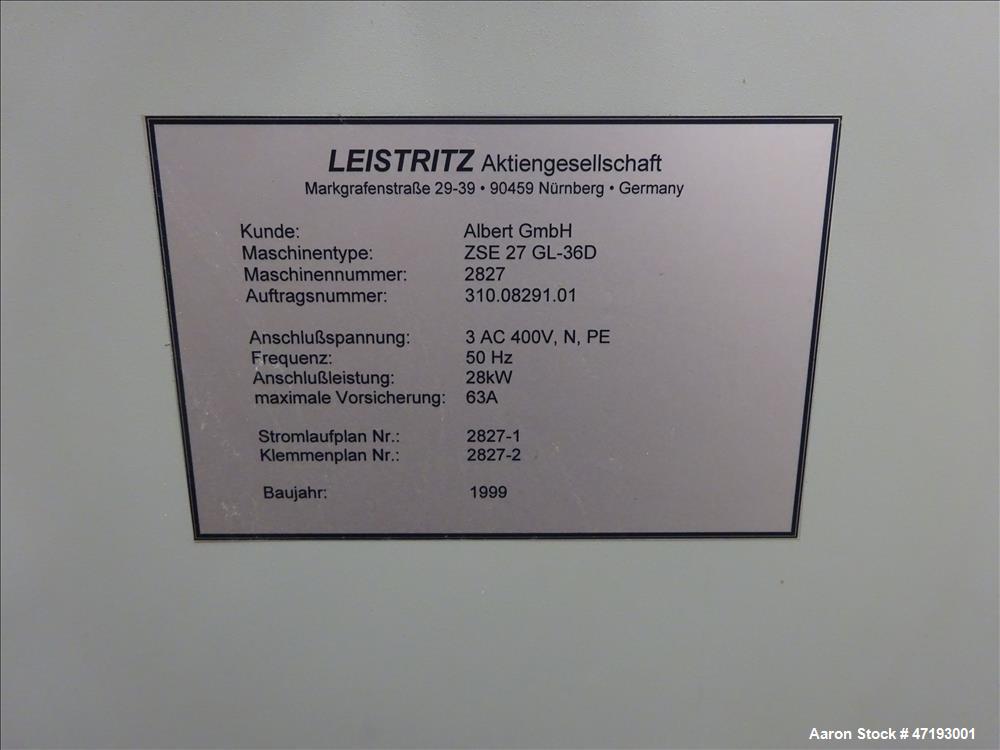 LEISTRITZ Aktiengesellschaft
Markgrafenstraße 29-39 • 90459 Nürnberg • Germany
Kunde: Albert GmbH
Maschinentype: ZSE 27 GL-36D
Maschinennummer: 2827
Auftragsnummer: 310.08291.01
Anschlußspannung: 3 AC 400V, N, PE
Frequenz: 50 Hz
Anschlußleistung: 28kW
maximale Vorsicherung: 63A
Stromlaufplan Nr.: 2827-1
Klemmenplan Nr.: 2827-2
Baujahr: 1999
Aaron Stock # 47193001